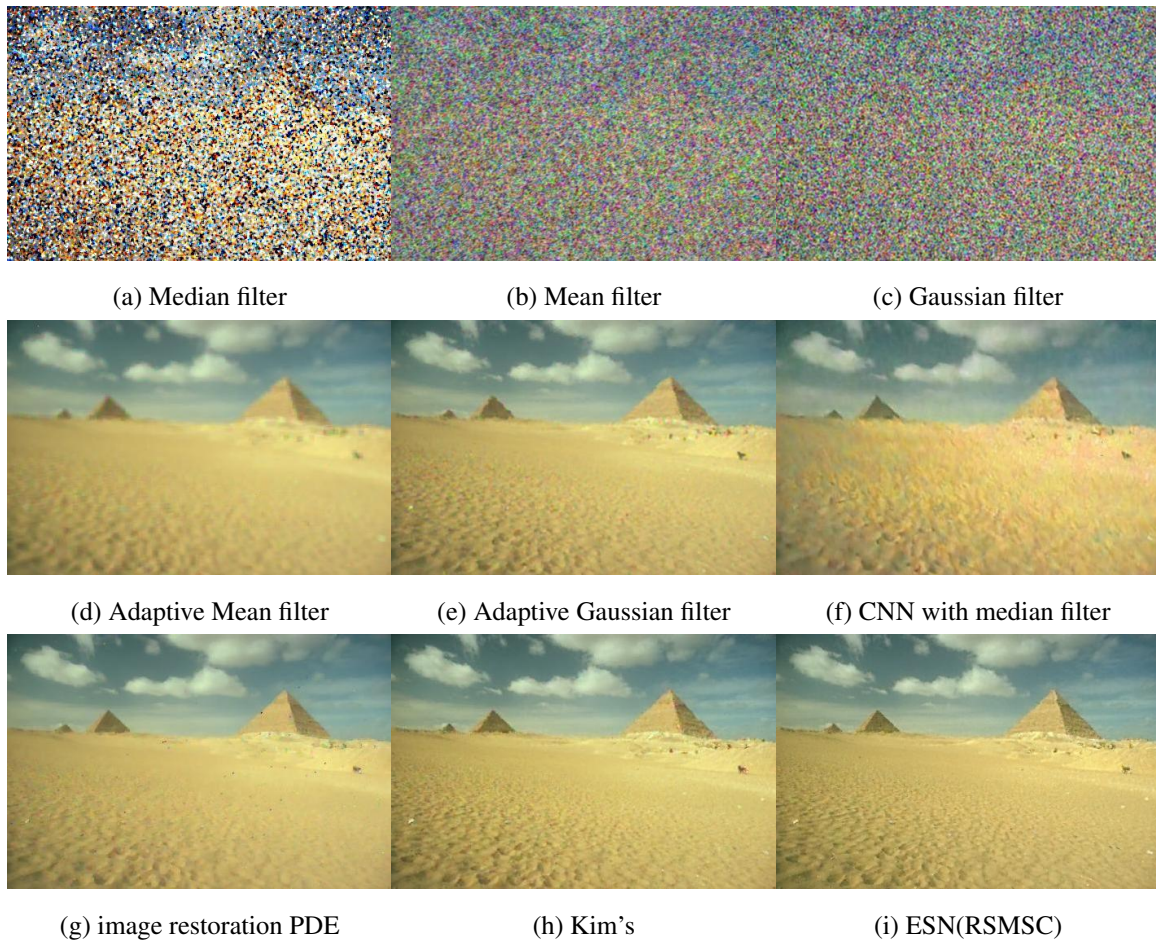 (a) Median filter
(b) Mean filter
(c) Gaussian filter
(d) Adaptive Mean filter
(e) Adaptive Gaussian filter
(f) CNN with median filter
(g) image restoration PDE
(h) Kim's
(i) ESN(RSMSC)